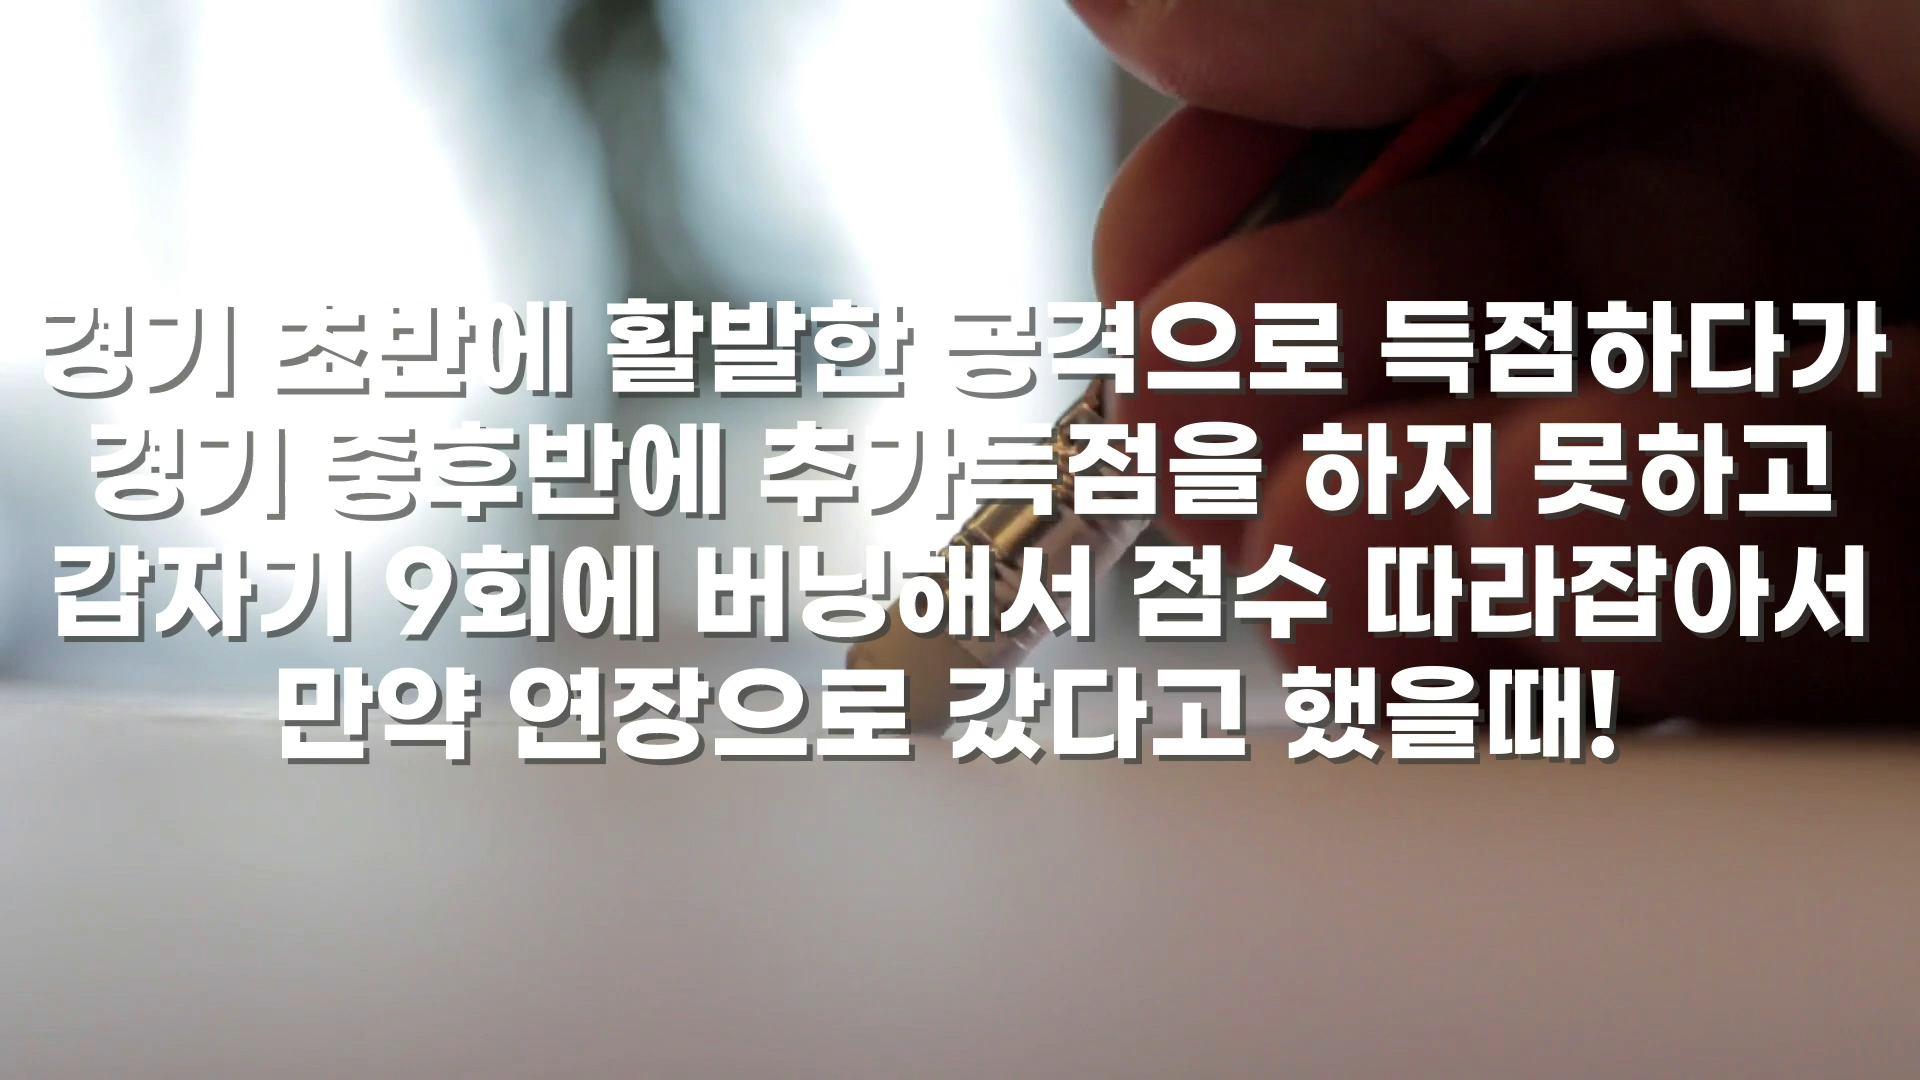 경기 초반에 활발한 공격으로 득점하다가
경기 중후반에 추가득점을 하지 못하고
갑자기 9회에 버닝해서 점수 따라잡아서
만약 연장으로 갔다고 했을때!